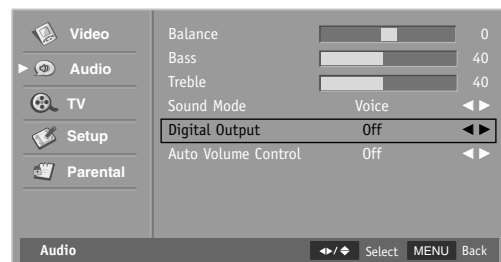 Video
Audio
TV
Setup
Parental
Balance 0
Bass 40
Treble 40
Sound Mode Voice
Digital Output Off
Auto Volume Control Off
Audio / Select MENU Back